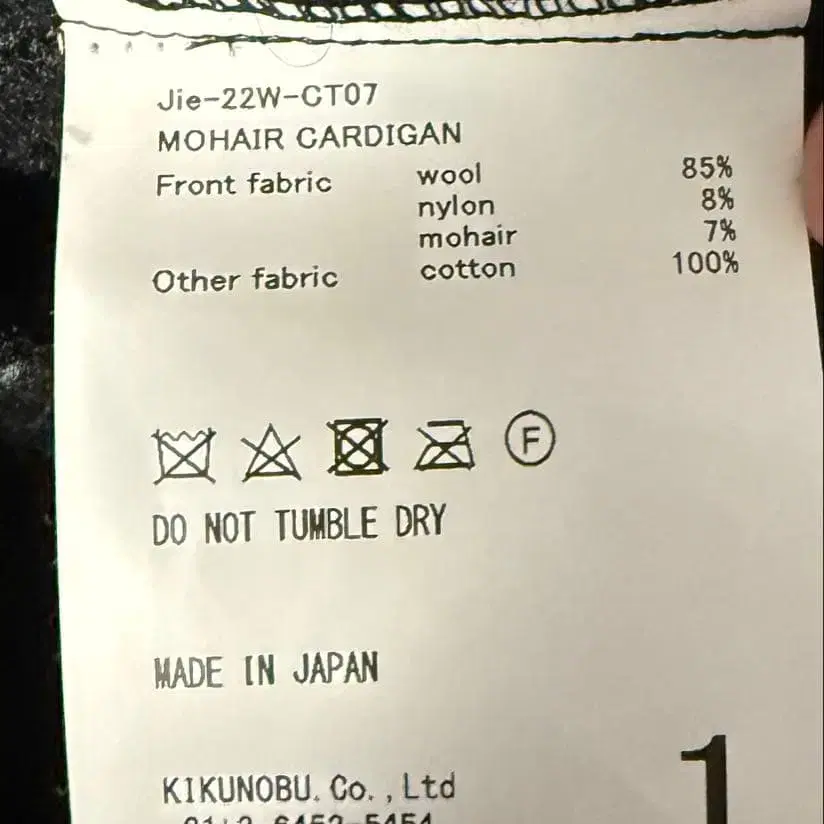 Jie-22W-CT07
MOHAIR CARDIGAN
Front fabric wool 85%
nylon 8%
mohair 7%
Other fabric cotton 100%
F
DO NOT TUMBLE DRY
MADE IN JAPAN
KIKUNOBU. Co. , Ltd
1